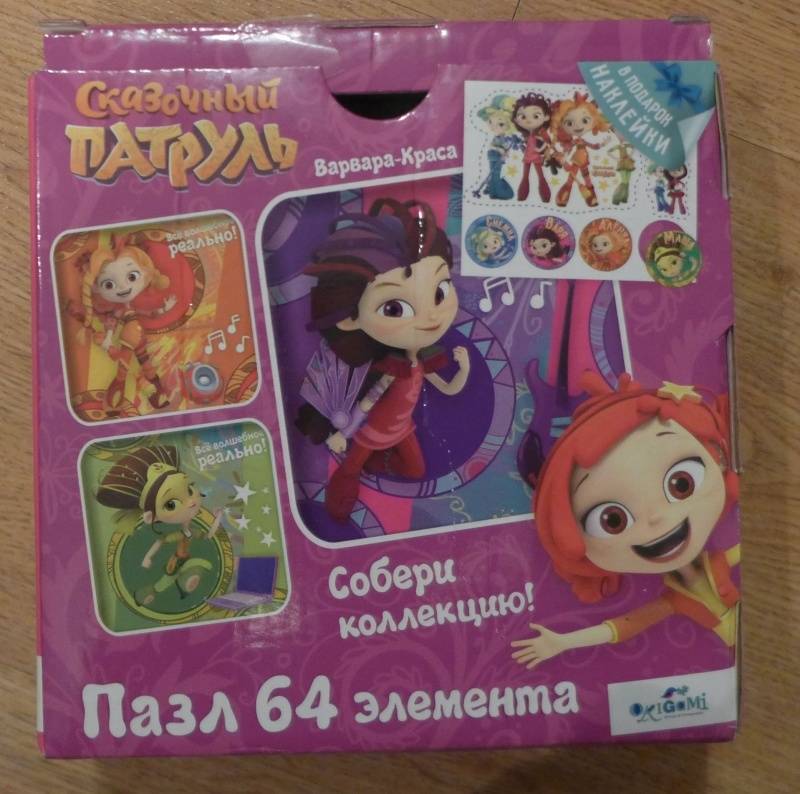 Сказочный
ПАТРУЛЬ
Варвара-Краса
В ПОДАРОК
НАКЛЕЙКИ
СНЕЖКА
ВАРЯ
АЛЁНКА
МАША
Всё волшебное
реально!
Всё волшебное
реально!
Собери
коллекцию!
Пазл 64 элемента
ORIGAMI